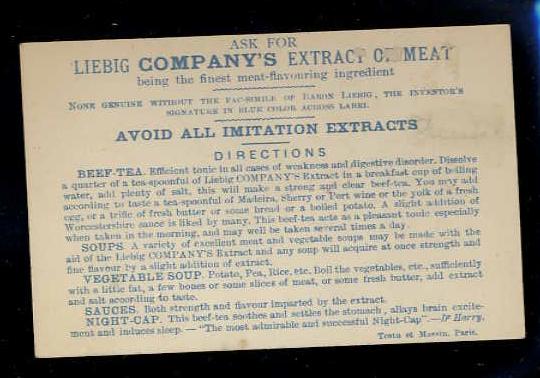 ASK FOR
LIEBIG COMPANY'S EXTRACT OF MEAT
being the finest meat-flavouring ingredient
NONE GENUINE WITHOUT THE FAC-SIMILE OF BARON LIEBIG, THE INVENTOR'S
SIGNATURE IN BLUE COLOR ACROSS LABEL.
AVOID ALL IMITATION EXTRACTS
DIRECTIONS
BEEF-TEA. Efficient tonic in all cases of weakness and digestive disorder. Dissolve
a quarter of a tea-spoonful of Liebig COMPANY'S Extract in a breakfast cup of boiling
water, add plenty of salt, this will make a strong and clear beef-tea. You may add
according to taste a tea-spoonful of Madeira, Sherry or Port wine or the yolk of a fresh
egg, or a trifle of fresh butter or some bread or a boiled potato. A slight addition of
Worcestershire sauce is liked by many. This beef-tea acts as a pleasant tonic especially
when taken in the morning, and may well be taken several times a day.
SOUPS. A variety of excellent meat and vegetable soups may be made with the
aid of the Liebig COMPANY'S Extract and any soup will acquire at once strength and
fine flavour by a slight addition of extract.
VEGETABLE SOUP. Potato, Pea, Rice, etc. Boil the vegetables, etc., sufficiently
with a little fat, a few bones or some slices of meat, or some fresh butter, add extract
and salt according to taste.
SAUCES. Both strength and flavour imparted by the extract.
NIGHT-CAP. This beef-tea soothes and settles the stomach, allays brain excite-
ment and induces sleep. — "The most admirable and successful Night-Cap".—Dr Harry.
Testu et Massin, Paris.